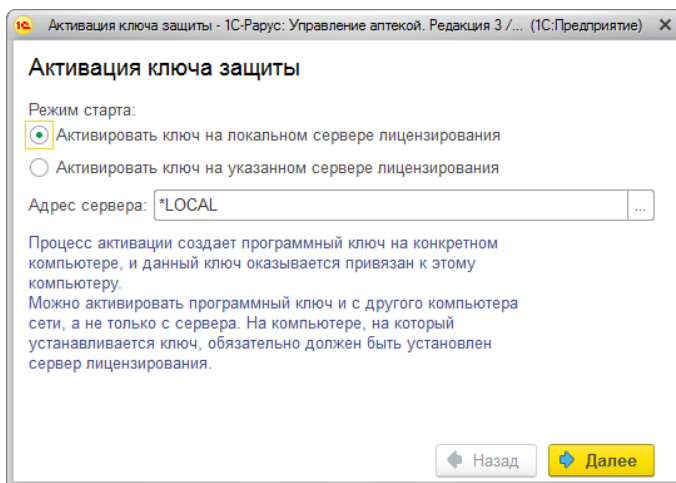 Активация ключа защиты - 1С-Рарус: Управление аптекой. Редакция 3 /... (1С:Предприятие)
Активация ключа защиты
Режим старта:
Активировать ключ на локальном сервере лицензирования
Активировать ключ на указанном сервере лицензирования
Адрес сервера: *LOCAL ...
Процесс активации создает программный ключ на конкретном
компьютере, и данный ключ оказывается привязан к этому
компьютеру.
Можно активировать программный ключ и с другого компьютера
сети, а не только с сервера. На компьютере, на который
устанавливается ключ, обязательно должен быть установлен
сервер лицензирования.
Назад Далее